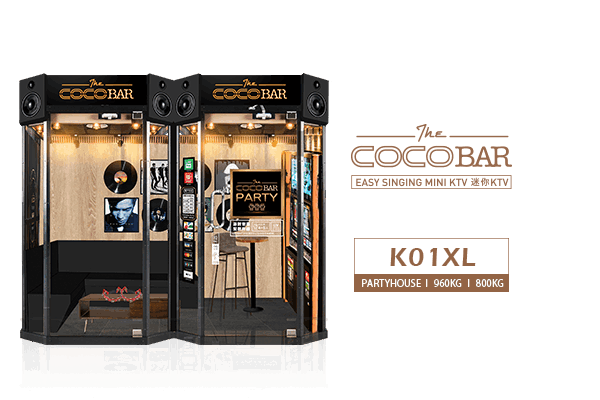 The
COCOBAR
The
COCOBAR
The
COCOBAR
PARTY
The
COCOBAR
EASY SINGING MINI KTV 迷你KTV
K01XL
PARTYHOUSE I 960KG I 800KG